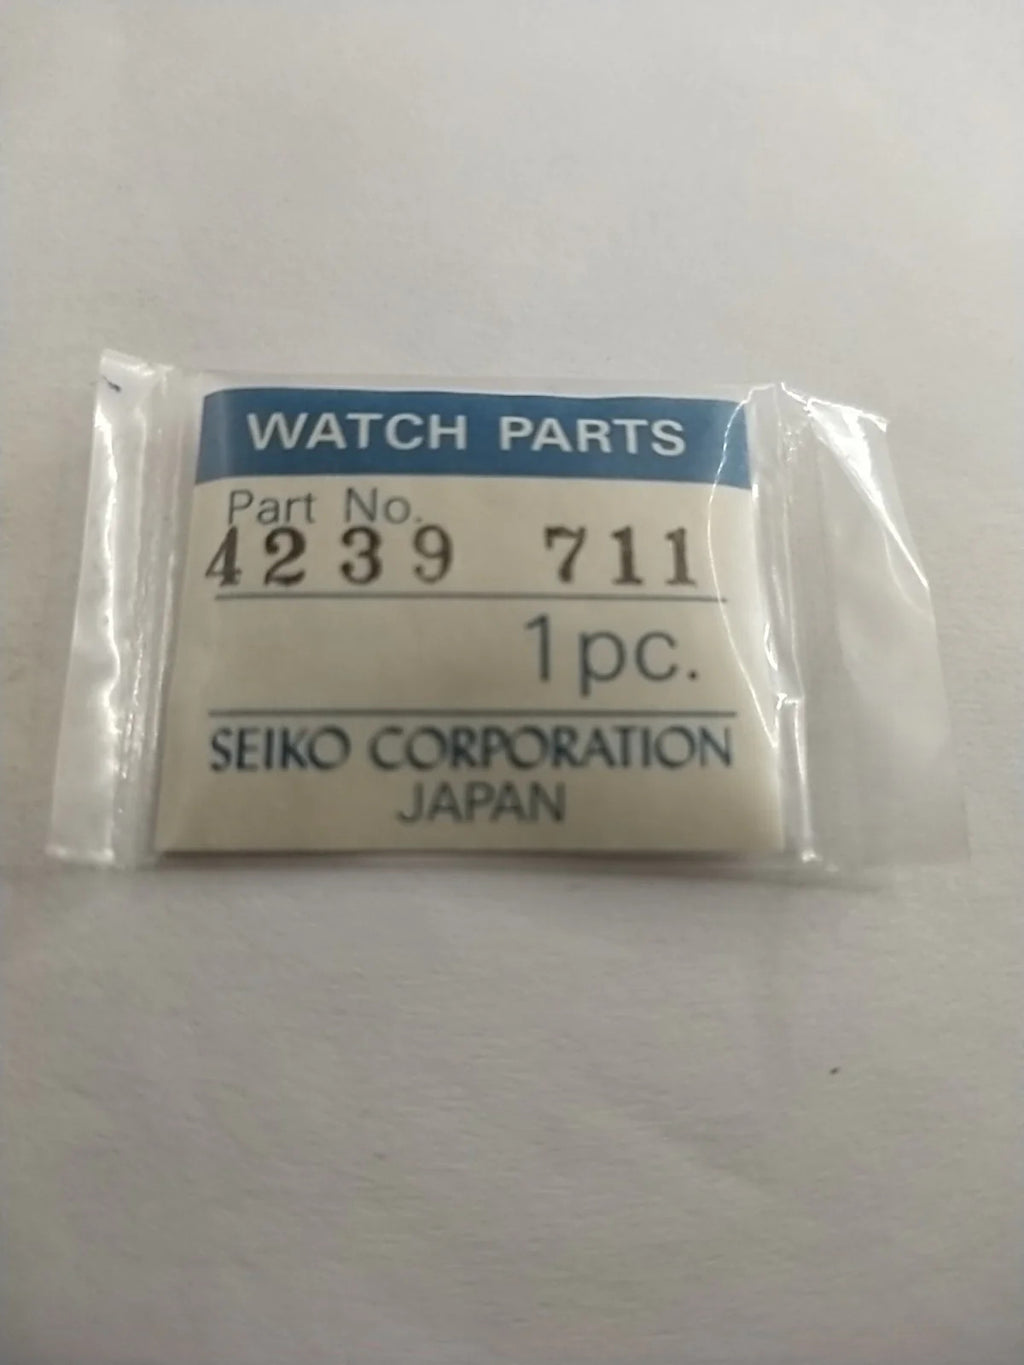 WATCH PARTS
Part No.
4239 711
1pc.
SEIKO CORPORATION
JAPAN